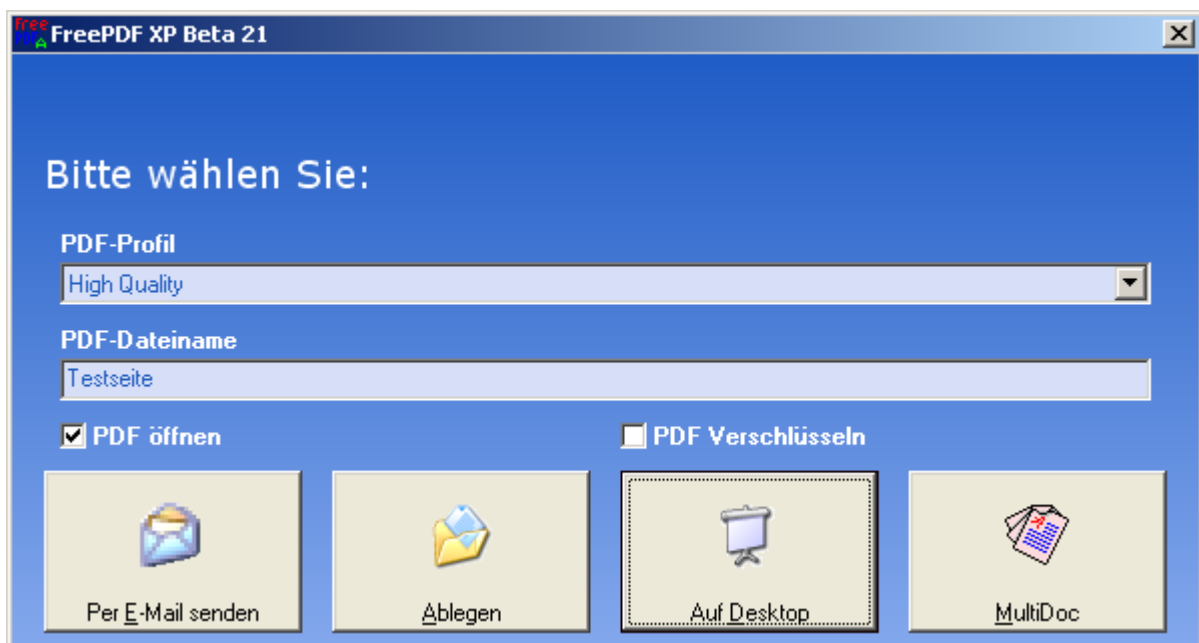 FreePDF XP Beta 21
Bitte wählen Sie:
PDF-Profil
High Quality
PDF-Dateiname
Testseite
PDF öffnen
PDF Verschlüsseln
Per E-Mail senden
Ablegen
Auf Desktop
MultiDoc